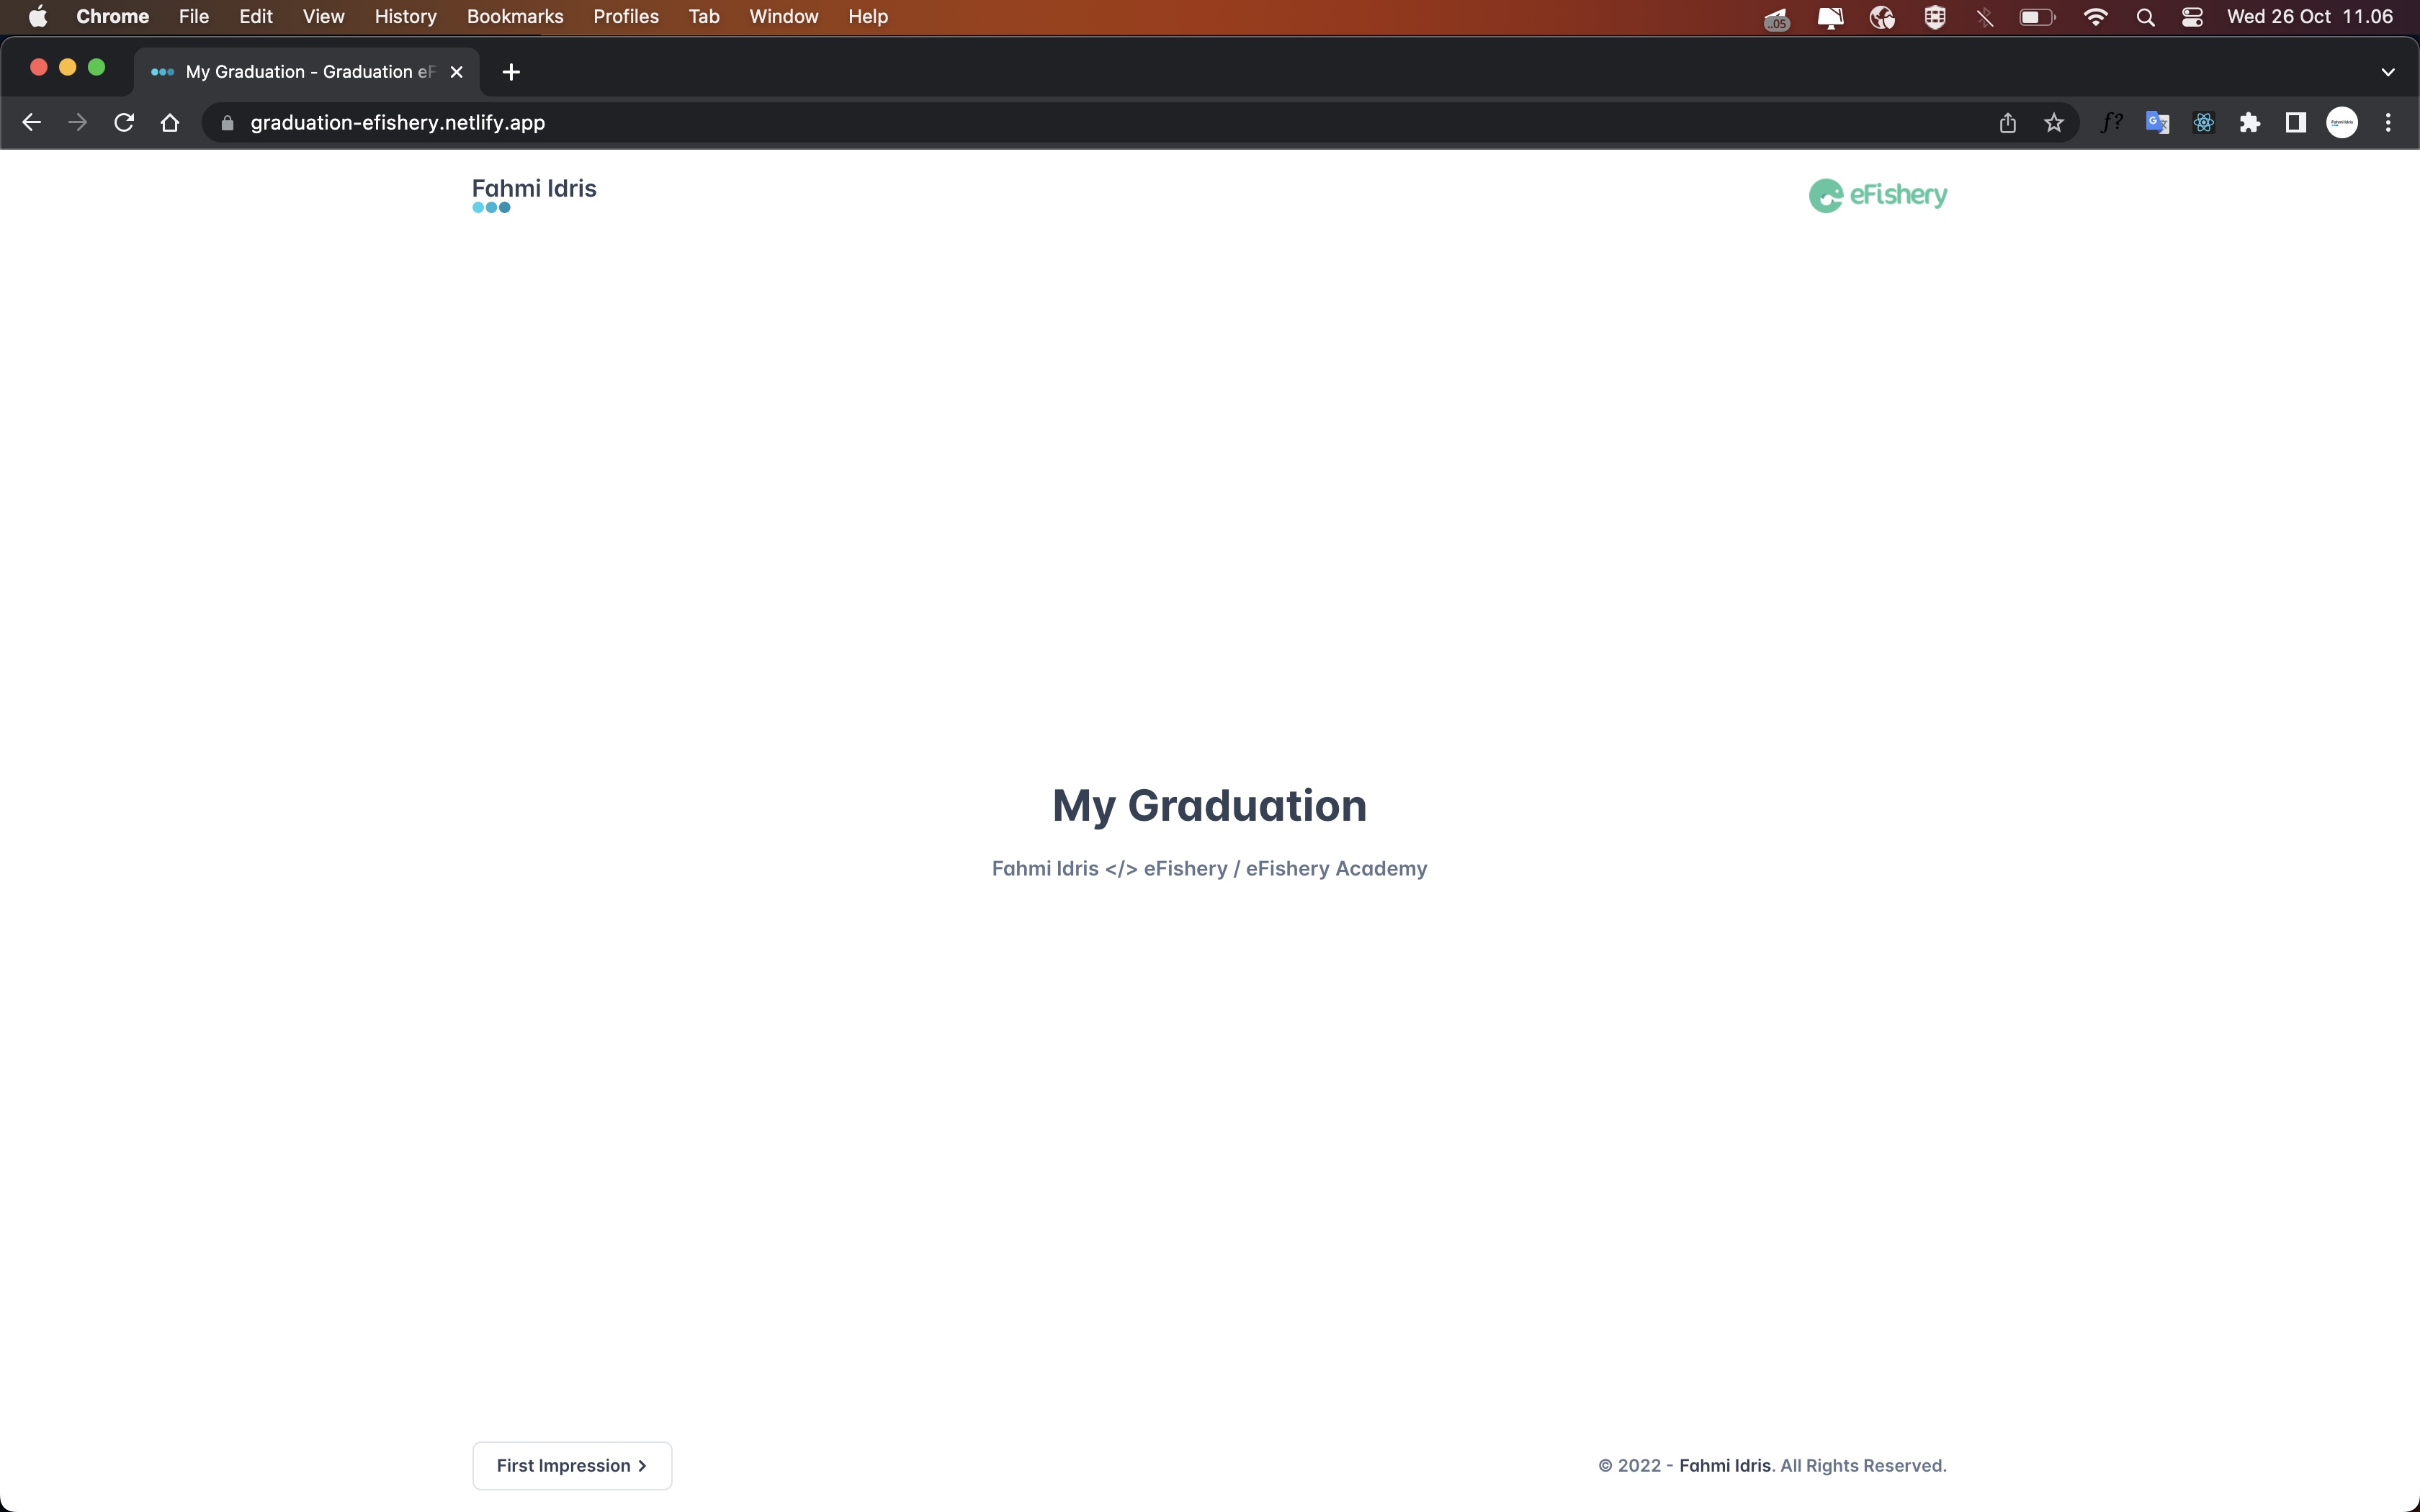 Chrome File Edit View History Bookmarks Profiles Tab Window Help .05 Wed 26 Oct 11.06
My Graduation - Graduation eF
graduation-efishery.netlify.app f?
Fahmi Idris
eFishery
My Graduation
Fahmi Idris </> eFishery / eFishery Academy
First Impression >
© 2022 - Fahmi Idris. All Rights Reserved.